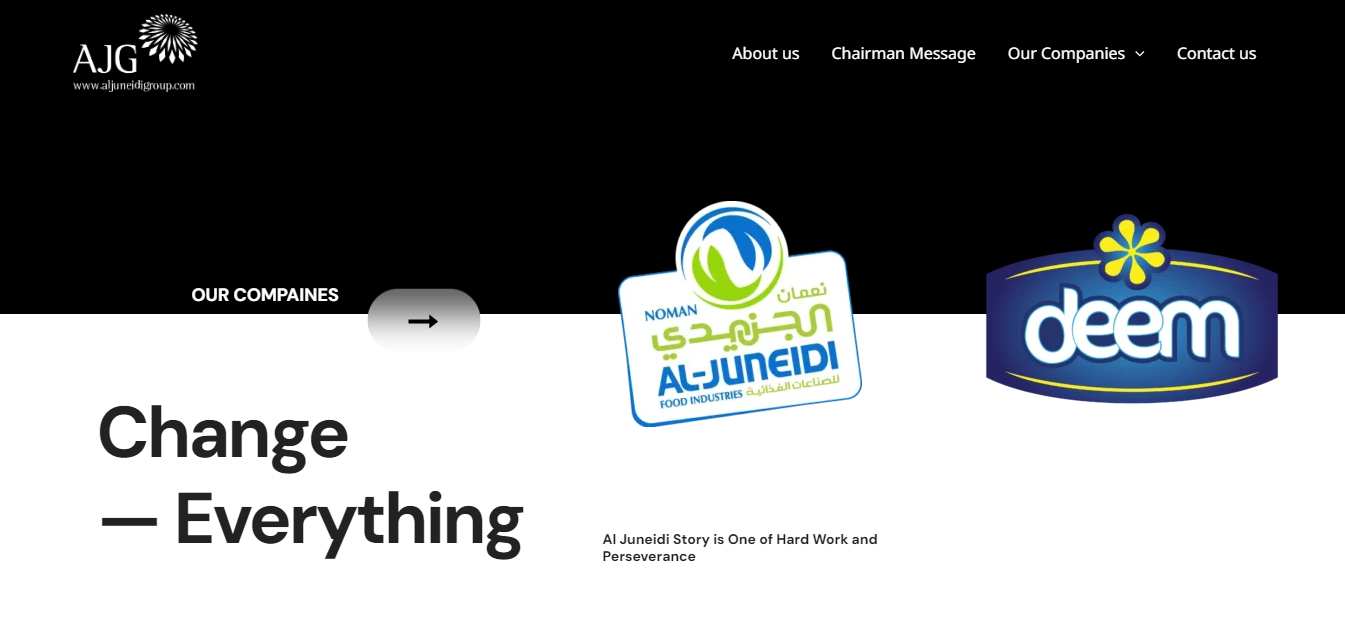 AJG
www.aljuneidigroup.com
About us
Chairman Message
Our Companies
Contact us
OUR COMPAINES
نعمان
NOMAN
الجنيدي
AL-JUNEIDI
FOOD INDUSTRIES للصناعات الغذائية
deem
Change
— Everything
Al Juneidi Story is One of Hard Work and
Perseverance